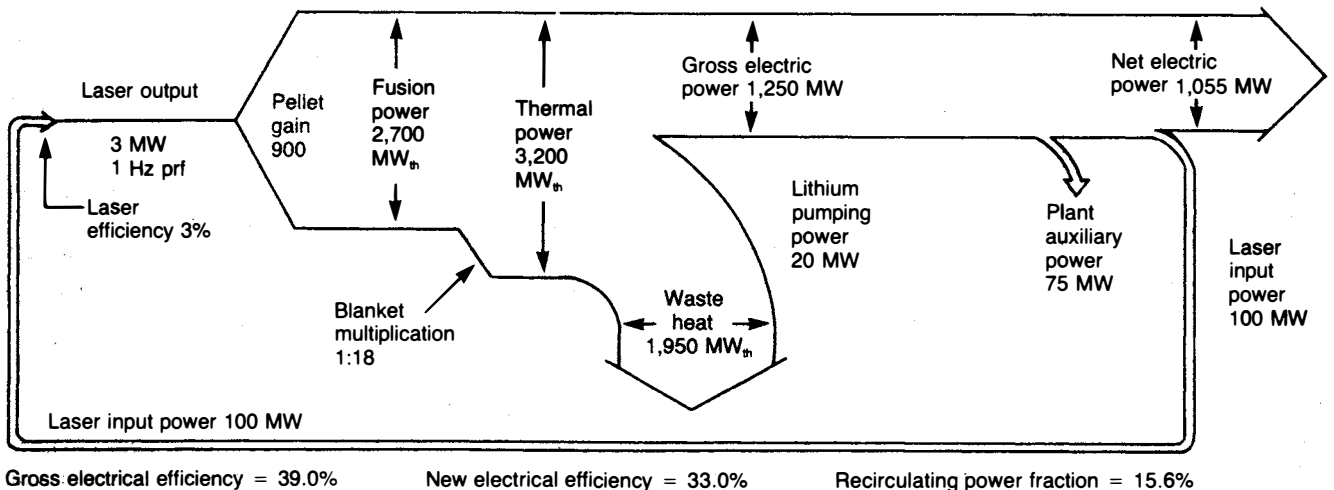 Laser output
3 MW
1 Hz prf
Laser
efficiency 3%
Pellet
gain
900
Fusion
power
2,700
MWth
Blanket
multiplication
1:18
Thermal
power
3,200
MWth
Waste
heat
1,950 MWth
Gross electric
power 1,250 MW
Lithium
pumping
power
20 MW
Plant
auxiliary
power
75 MW
Net electric
power 1,055 MW
Laser
input
power
100 MW
Laser input power 100 MW
Gross electrical efficiency = 39.0%
New electrical efficiency = 33.0%
Recirculating power fraction = 15.6%